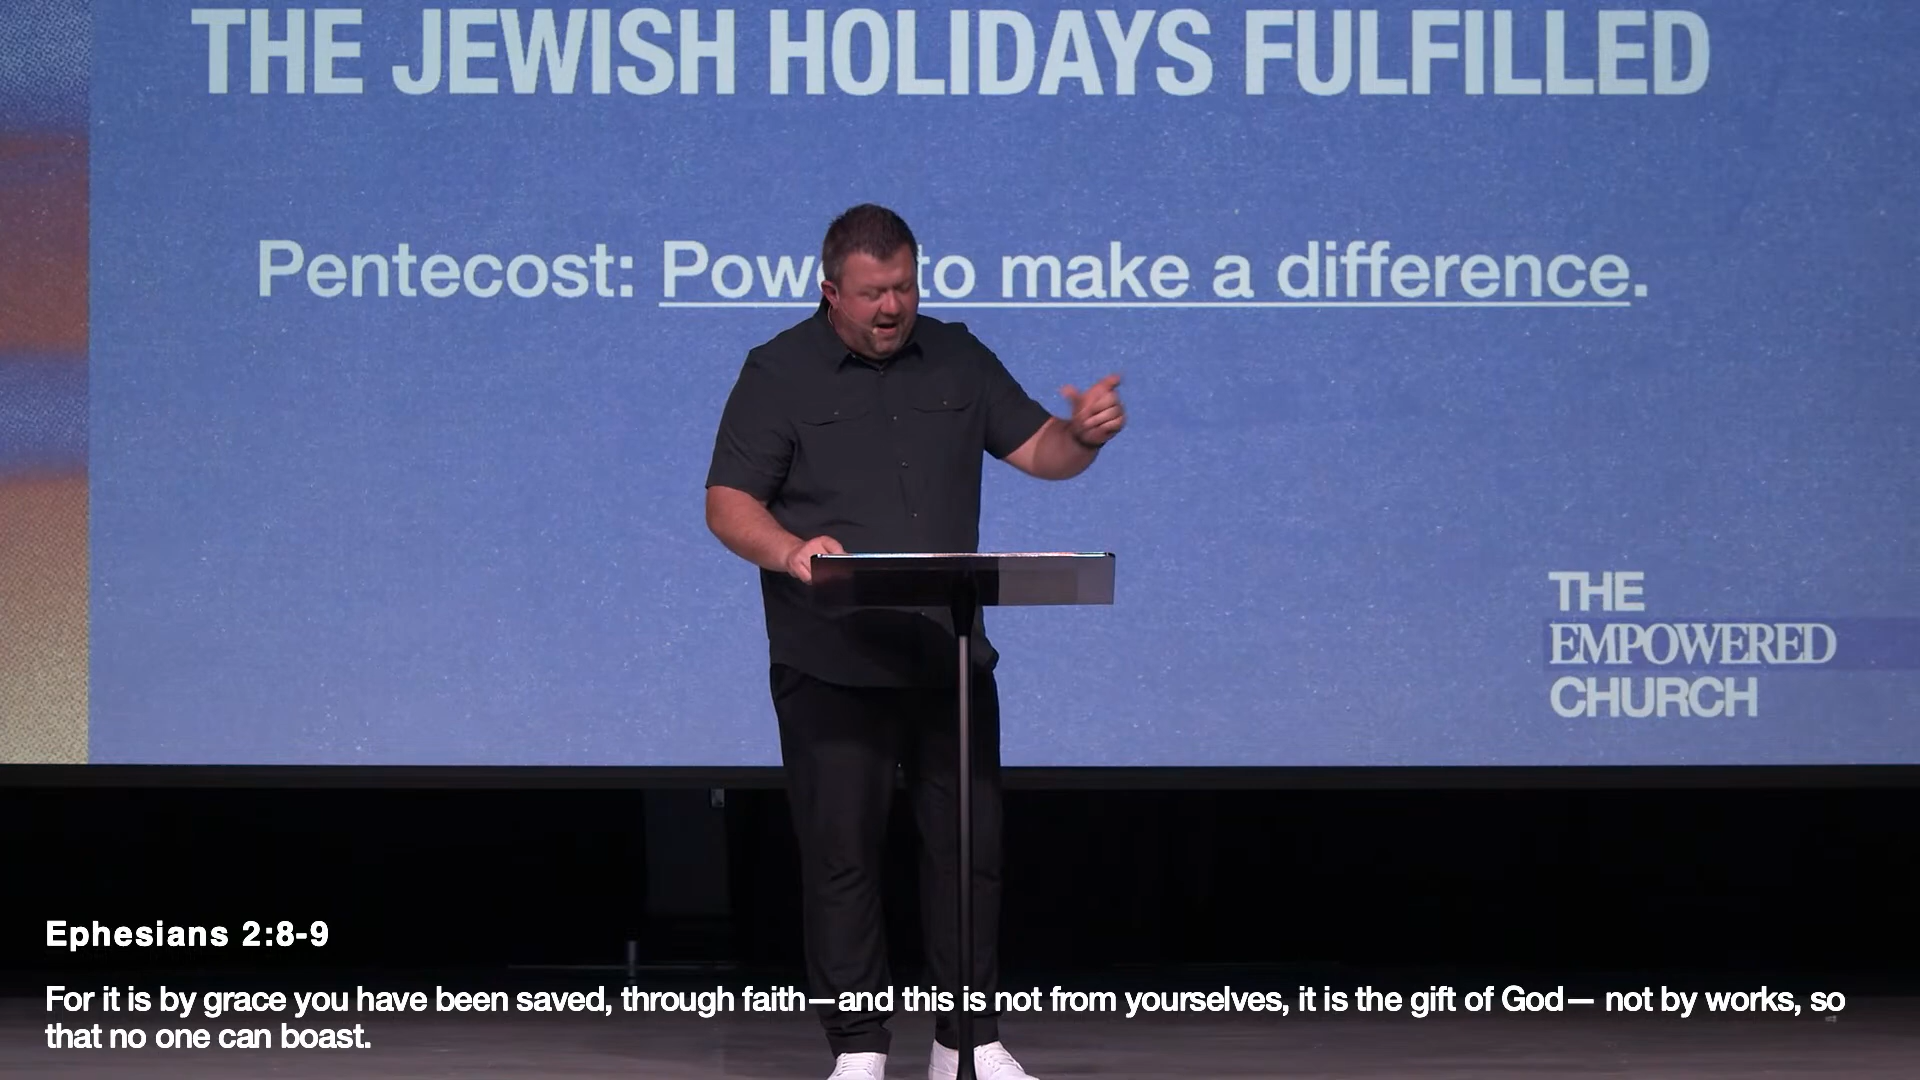 THE JEWISH HOLIDAYS FULFILLED
Pentecost: to make a difference.
THE
EMPOWERED
CHURCH
Ephesians 2:8-9
For it is by grace you have been saved, through faith—and this is not from yourselves, it is the gift of God— not by works, so
that no one can boast.